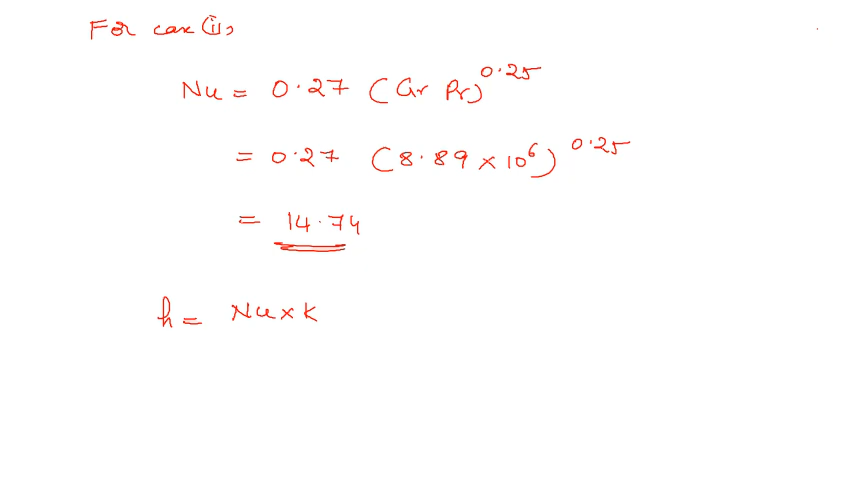 For case (ii),
Nu = 0.27 (Gr Pr)^0.25
= 0.27 (8.89 × 10^6)^0.25
= 14.74
h = Nu × K